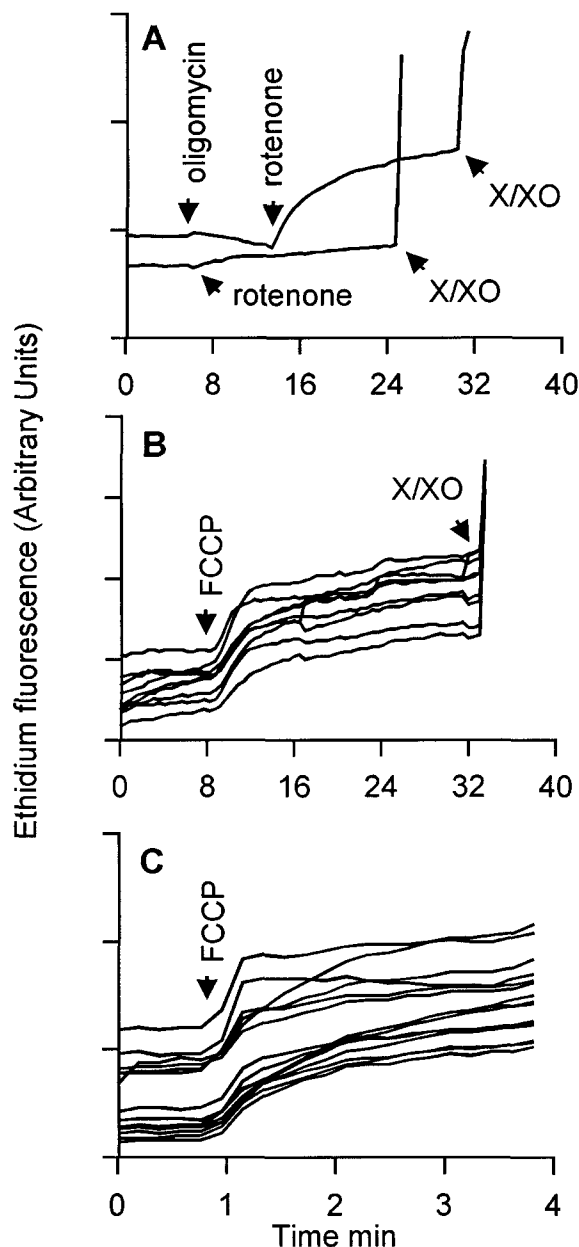 Ethidium fluorescence (Arbitrary Units)
A
oligomycin
rotenone
X/XO
rotenone
X/XO
0 8 16 24 32 40
B
FCCP
X/XO
0 8 16 24 32 40
C
FCCP
0 1 2 3 4
Time min